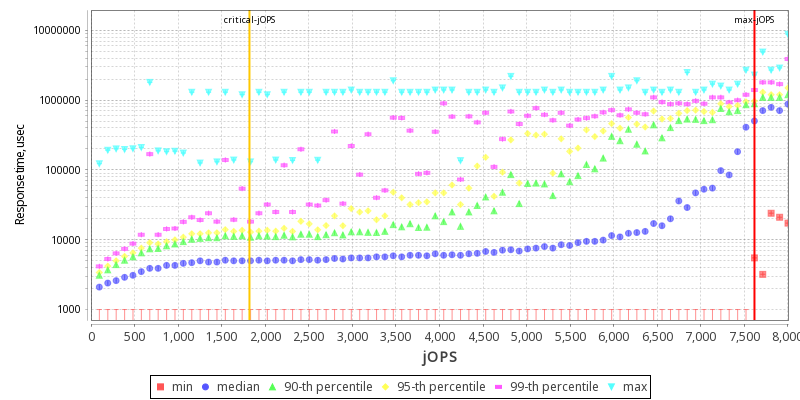 critical-jOPS max-jOPS
10000000
1000000
100000
10000
1000
Response time, usec
0 500 1,000 1,500 2,000 2,500 3,000 3,500 4,000 4,500 5,000 5,500 6,000 6,500 7,000 7,500 8,000
jOPS
min median 90-th percentile 95-th percentile 99-th percentile max